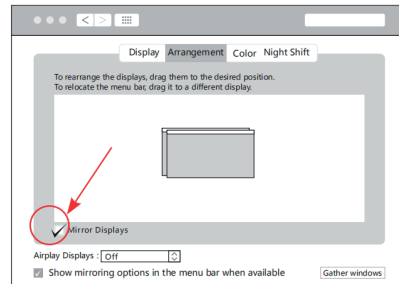 Display Arrangement Color Night Shift
To rearrange the displays, drag them to the desired position.
To relocate the menu bar, drag it to a different display.
Mirror Displays
Airplay Displays : Off
Show mirroring options in the menu bar when available
Gather windows